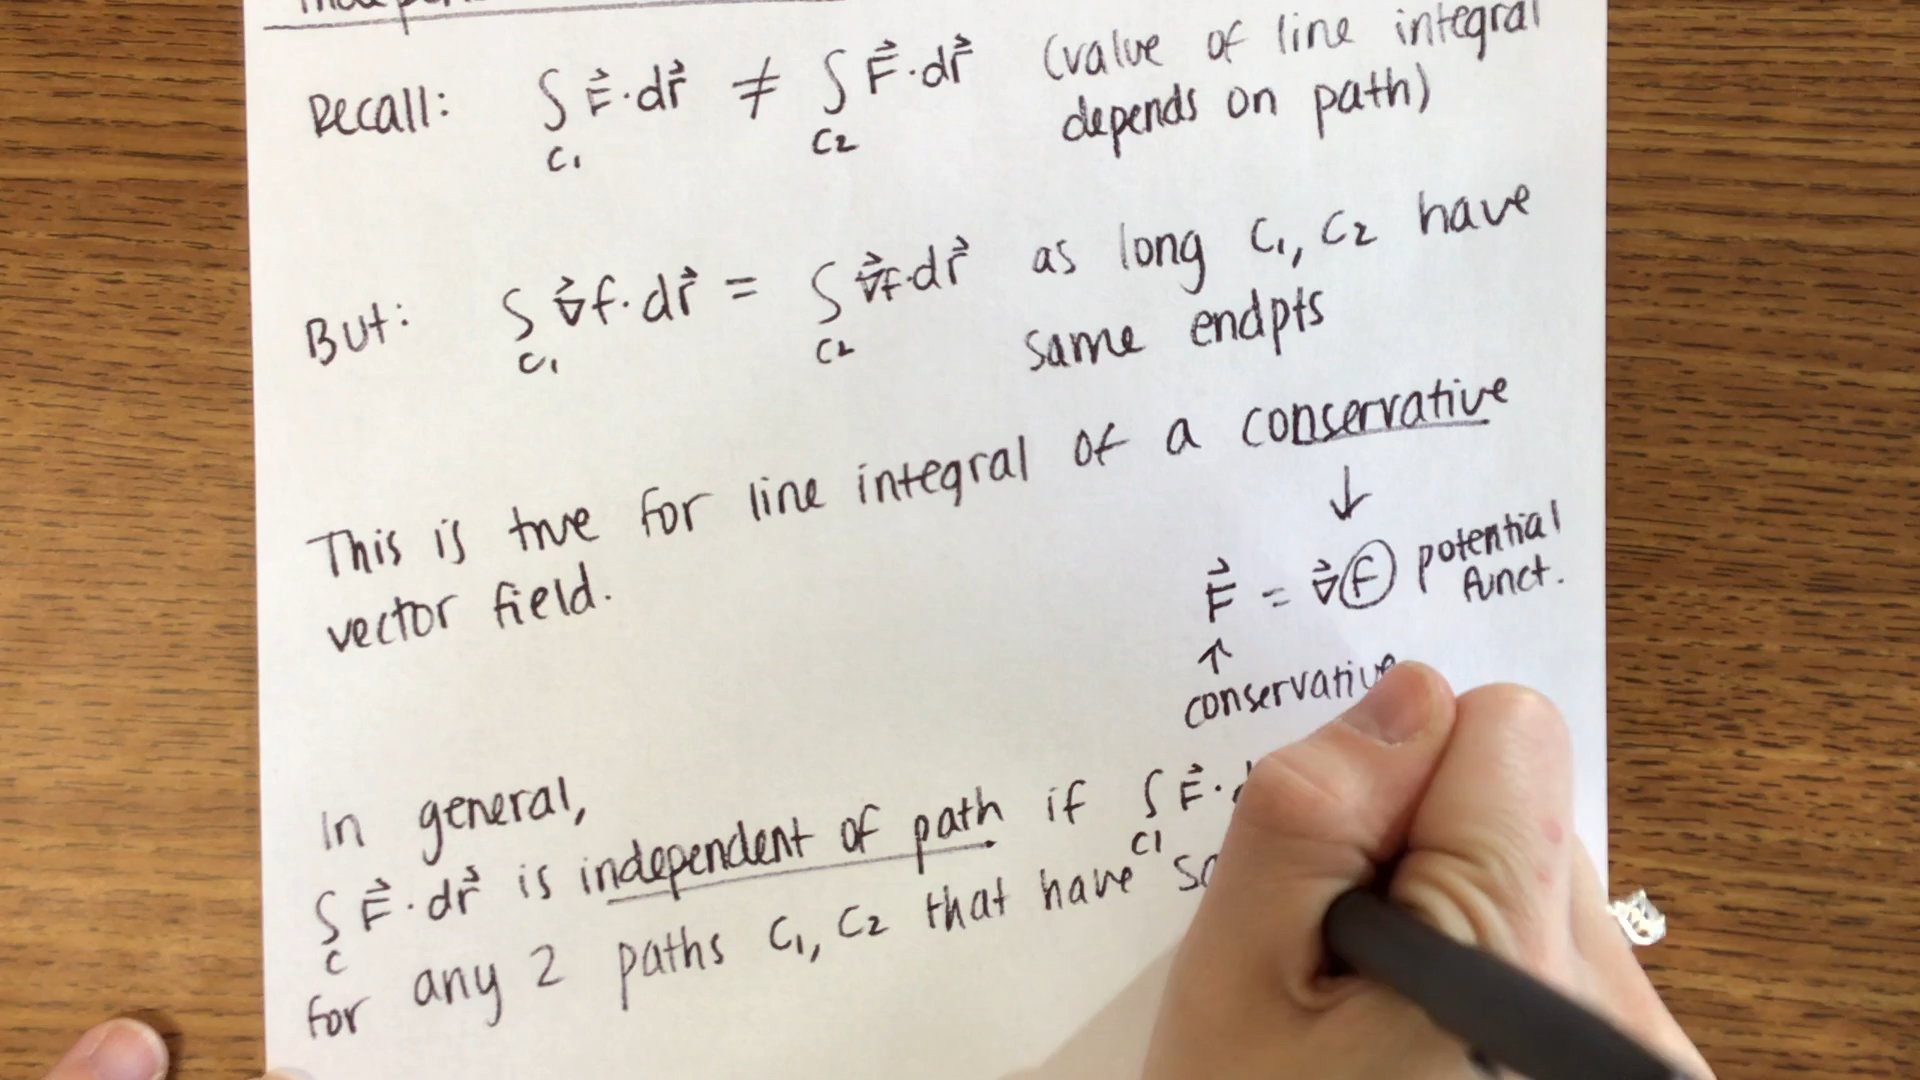 Recall: ∫ F⃗·dr⃗ ≠ ∫ F⃗·dr⃗ (value of line integral
C₁ C₂ depends on path)
But: ∫ ∇⃗f·dr⃗ = ∫ ∇⃗f·dr⃗ as long C₁, C₂ have
C₁ C₂ same endpts
This is true for line integral of a conservative
vector field.
↓
F⃗ = ∇⃗f potential
funct.
↑
conservative
In general,
∫ F⃗·dr⃗ is independent of path if ∫ F⃗·
C C1
for any 2 paths C₁, C₂ that have